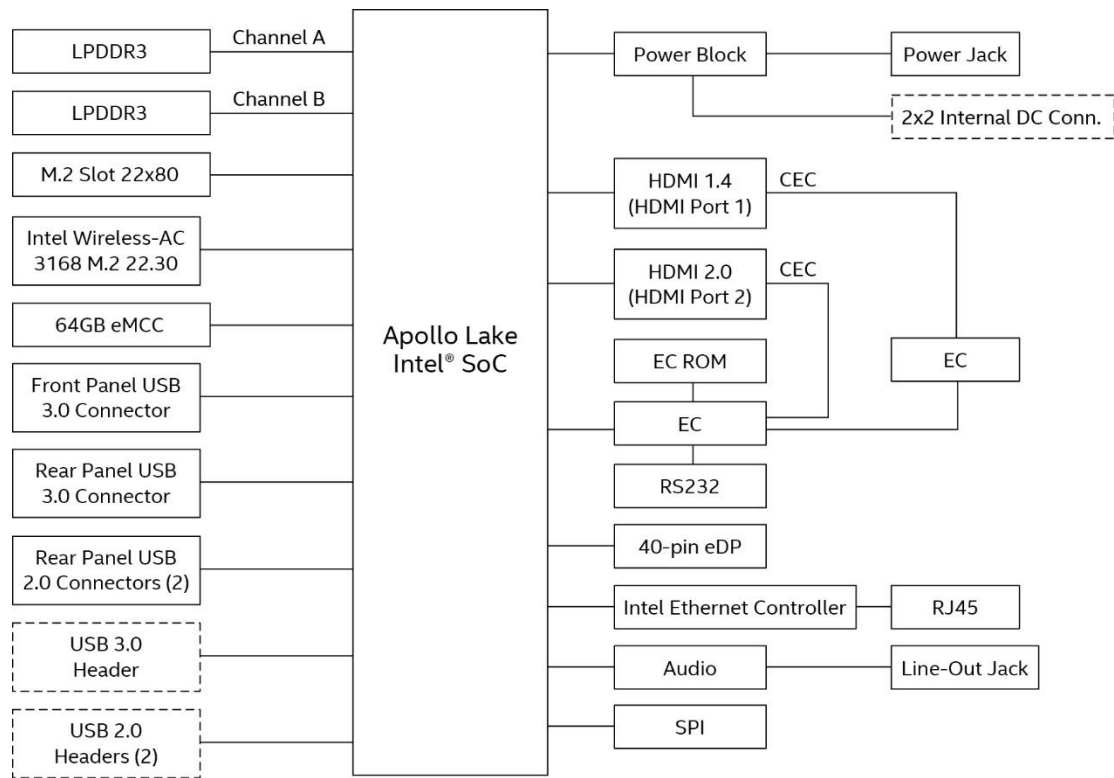 LPDDR3
Channel A
LPDDR3
Channel B
M.2 Slot 22x80
Intel Wireless-AC
3168 M.2 22.30
64GB eMCC
Front Panel USB
3.0 Connector
Rear Panel USB
3.0 Connector
Rear Panel USB
2.0 Connectors (2)
USB 3.0
Header
USB 2.0
Headers (2)
Apollo Lake
Intel® SoC
Power Block
Power Jack
2x2 Internal DC Conn.
HDMI 1.4
(HDMI Port 1)
CEC
HDMI 2.0
(HDMI Port 2)
CEC
EC ROM
EC
EC
RS232
40-pin eDP
Intel Ethernet Controller
RJ45
Audio
Line-Out Jack
SPI